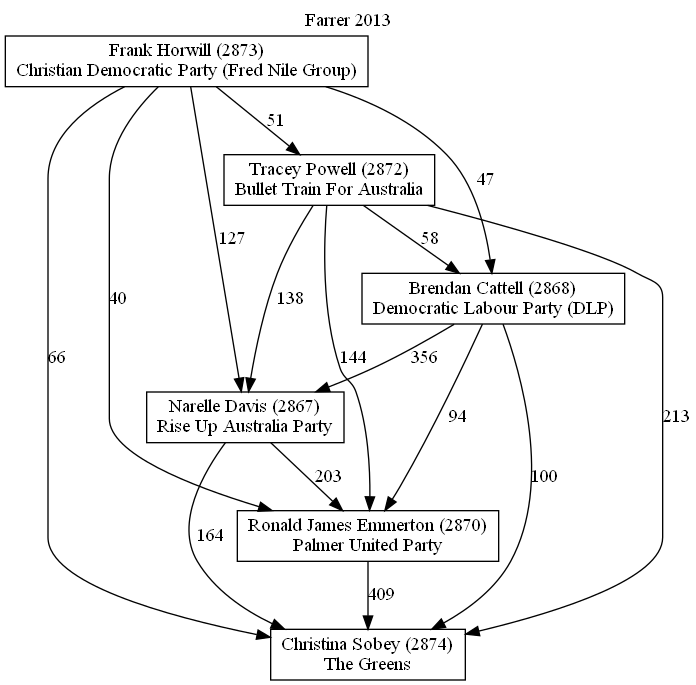 Farrer 2013
Frank Horwill (2873)
Christian Democratic Party (Fred Nile Group)
51
Tracey Powell (2872)
Bullet Train For Australia
47
127
58
Brendan Cattell (2868)
Democratic Labour Party (DLP)
40
138
66
144
356
Narelle Davis (2867)
Rise Up Australia Party
94
213
203
100
Ronald James Emmerton (2870)
Palmer United Party
164
409
Christina Sobey (2874)
The Greens